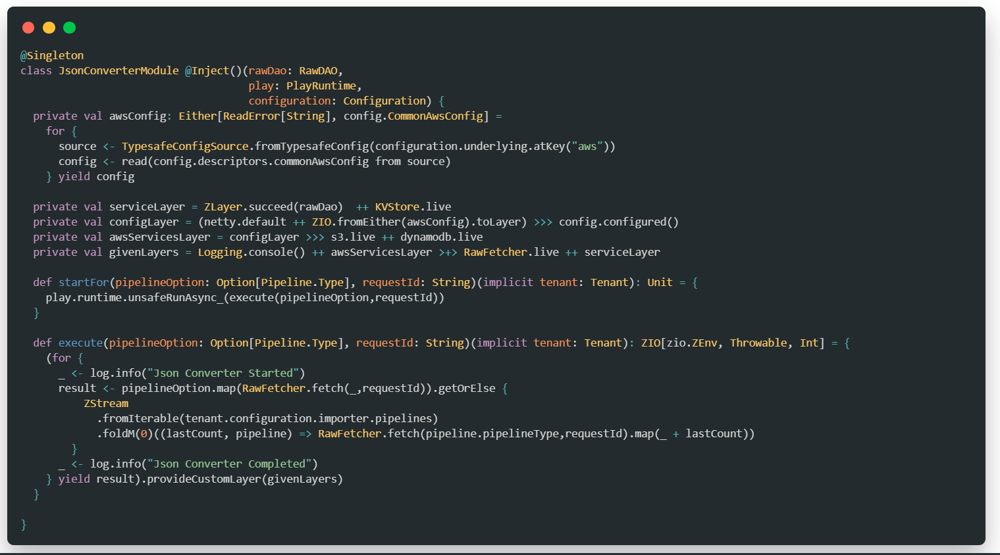 @Singleton
class JsonConverterModule @Inject()(rawDao: RawDAO,
                                    play: PlayRuntime,
                                    configuration: Configuration) {
  private val awsConfig: Either[ReadError[String], config.CommonAwsConfig] =
    for {
      source <- TypesafeConfigSource.fromTypesafeConfig(configuration.underlying.atKey("aws"))
      config <- read(config.descriptors.commonAwsConfig from source)
    } yield config

  private val serviceLayer = ZLayer.succeed(rawDao)  ++ KVStore.live
  private val configLayer = (netty.default ++ ZIO.fromEither(awsConfig).toLayer) >>> config.configured()
  private val awsServicesLayer = configLayer >>> s3.live ++ dynamodb.live
  private val givenLayers = Logging.console() ++ awsServicesLayer >+> RawFetcher.live ++ serviceLayer

  def startFor(pipelineOption: Option[Pipeline.Type], requestId: String)(implicit tenant: Tenant): Unit = {
    play.runtime.unsafeRunAsync_(execute(pipelineOption,requestId))
  }

  def execute(pipelineOption: Option[Pipeline.Type], requestId: String)(implicit tenant: Tenant): ZIO[zio.ZEnv, Throwable, Int] = {
    (for {
      _ <- log.info("Json Converter Started")
      result <- pipelineOption.map(RawFetcher.fetch(_,requestId)).getOrElse {
          ZStream
            .fromIterable(tenant.configuration.importer.pipelines)
            .foldM(0)((lastCount, pipeline) => RawFetcher.fetch(pipeline.pipelineType,requestId).map(_ + lastCount))
        }
      _ <- log.info("Json Converter Completed")
    } yield result).provideCustomLayer(givenLayers)
  }

}